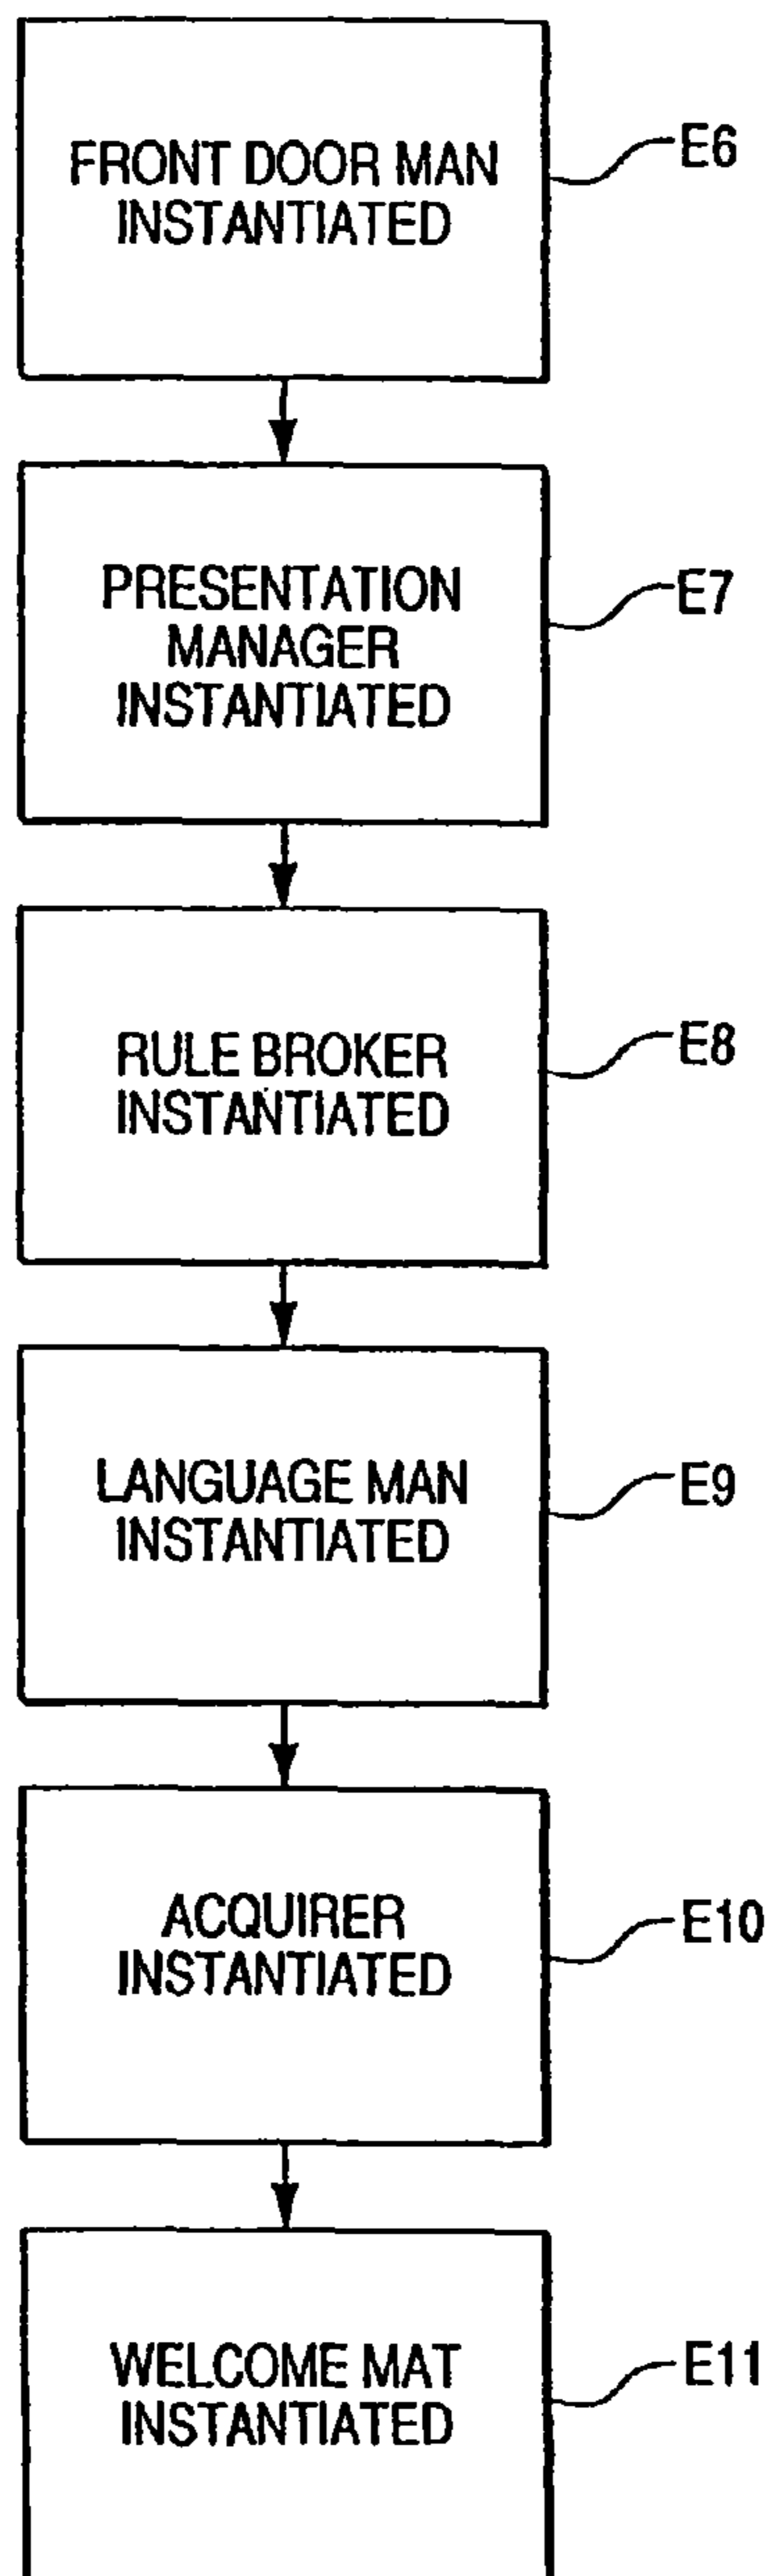 FRONT DOOR MAN
INSTANTIATED
E6
PRESENTATION
MANAGER
INSTANTIATED
E7
RULE BROKER
INSTANTIATED
E8
LANGUAGE MAN
INSTANTIATED
E9
ACQUIRER
INSTANTIATED
E10
WELCOME MAT
INSTANTIATED
E11